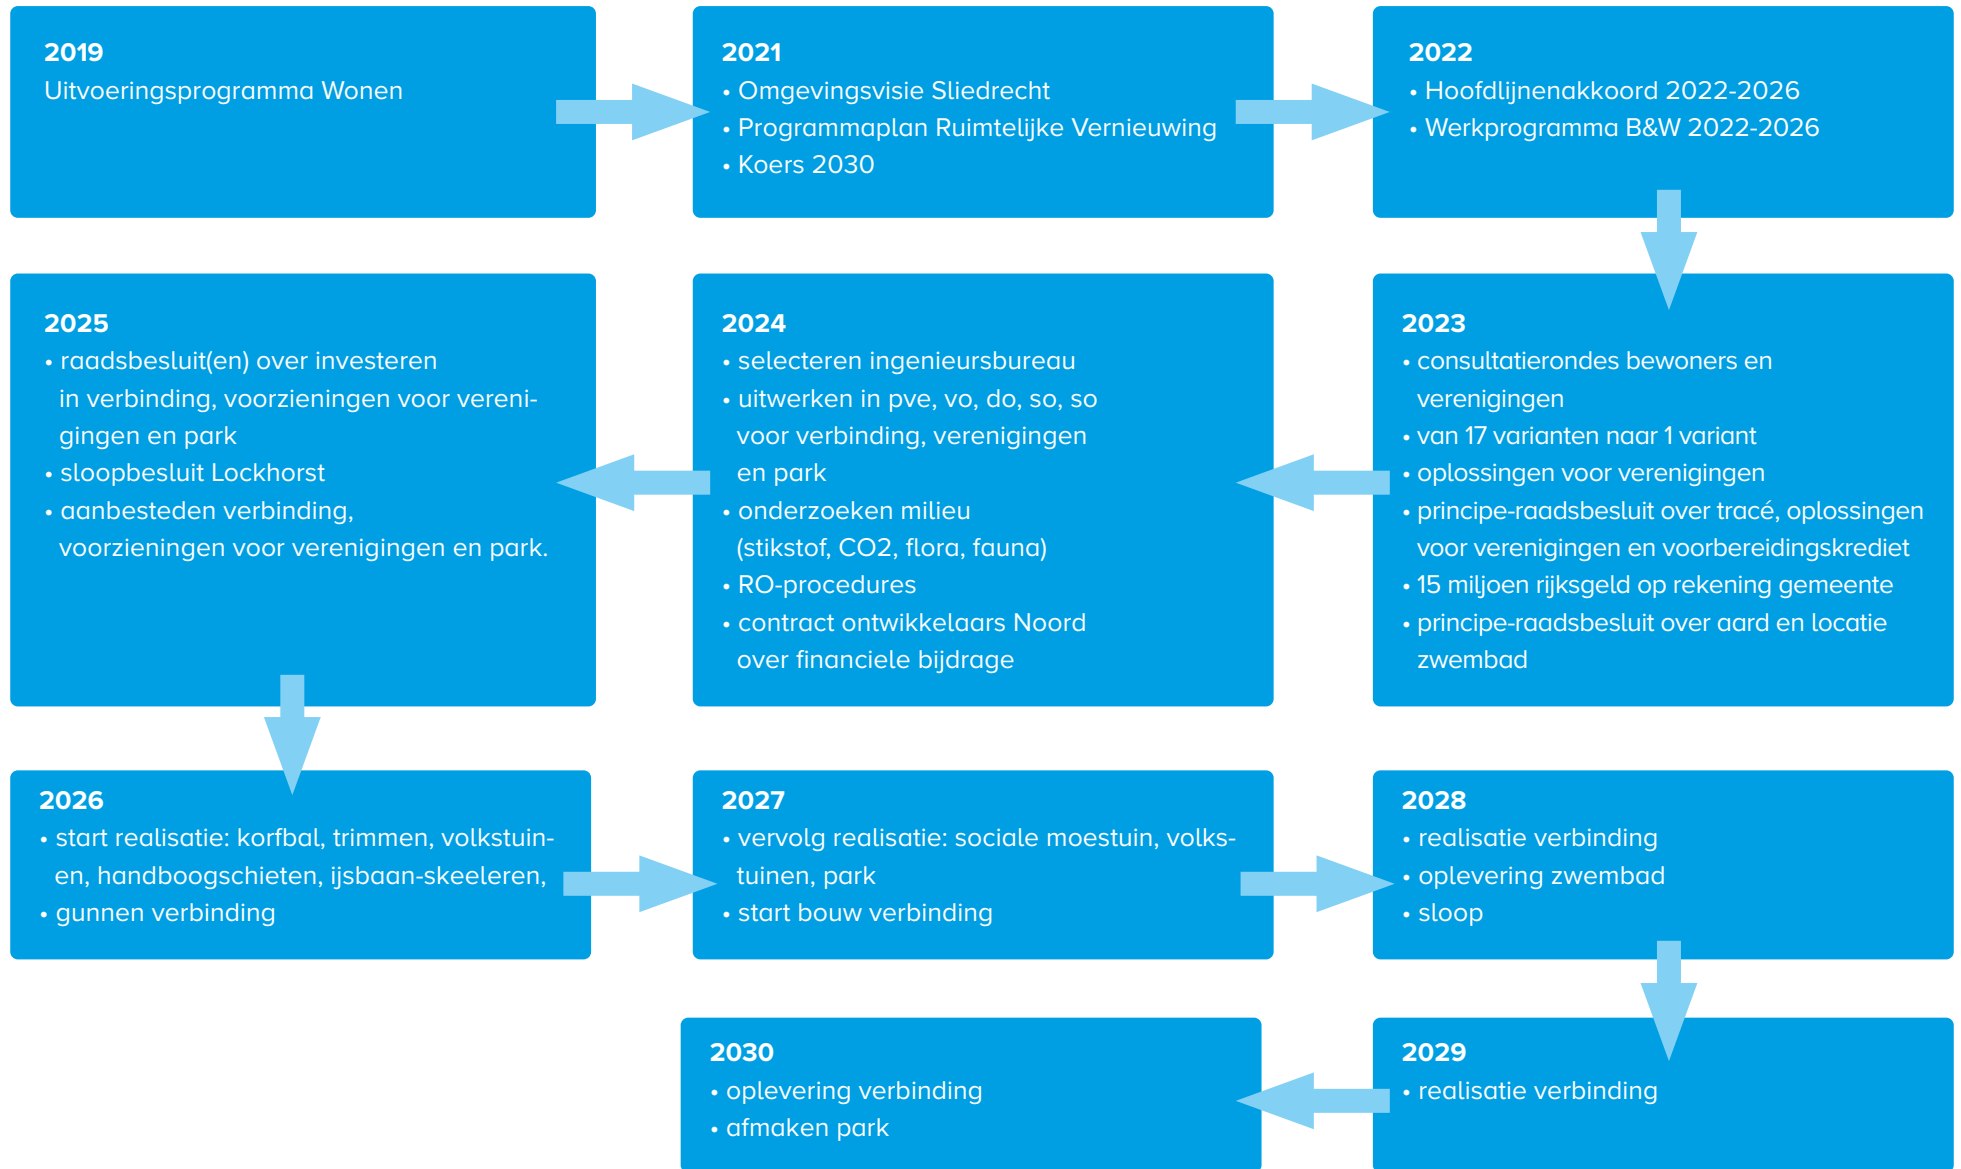 2019
Uitvoeringsprogramma Wonen
2021
• Omgevingsvisie Sliedrecht
• Programmaplan Ruimtelijke Vernieuwing
• Koers 2030
2022
• Hoofdlijnenakkoord 2022-2026
• Werkprogramma B&W 2022-2026
2023
• consultatierondes bewoners en
verenigingen
• van 17 varianten naar 1 variant
• oplossingen voor verenigingen
• principe-raadsbesluit over tracé, oplossingen
voor verenigingen en voorbereidingskrediet
• 15 miljoen rijksgeld op rekening gemeente
• principe-raadsbesluit over aard en locatie
zwembad
2024
• selecteren ingenieursbureau
• uitwerken in pve, vo, do, so, so
voor verbinding, verenigingen
en park
• onderzoeken milieu
(stikstof, CO2, flora, fauna)
• RO-procedures
• contract ontwikkelaars Noord
over financiele bijdrage
2025
• raadsbesluit(en) over investeren
in verbinding, voorzieningen voor vereni-
gingen en park
• sloopbesluit Lockhorst
• aanbesteden verbinding,
voorzieningen voor verenigingen en park.
2026
• start realisatie: korfbal, trimmen, volkstuin-
en, handboogschieten, ijsbaan-skeeleren,
• gunnen verbinding
2027
• vervolg realisatie: sociale moestuin, volks-
tuinen, park
• start bouw verbinding
2028
• realisatie verbinding
• oplevering zwembad
• sloop
2029
• realisatie verbinding
2030
• oplevering verbinding
• afmaken park